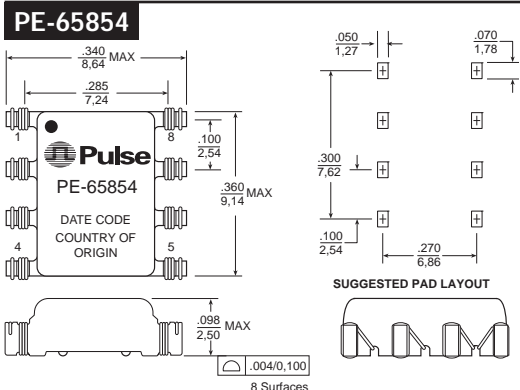 PE-65854
.340
8,64
MAX
.285
7,24
1
8
Pulse
PE-65854
DATE CODE
COUNTRY OF
ORIGIN
4
5
.100
2,54
.360
9,14
MAX
.098
2,50
MAX
.004/0,100
8 Surfaces
.050
1,27
.070
1,78
.300
7,62
.100
2,54
.270
6,86
SUGGESTED PAD LAYOUT